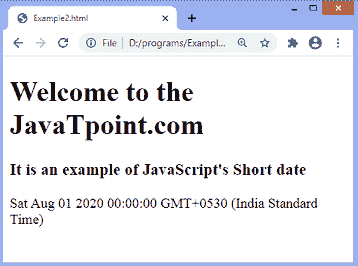 Example2.html
File
D:/programs/Exampl...
Welcome to the
JavaTpoint.com
It is an example of JavaScript's Short date
Sat Aug 01 2020 00:00:00 GMT+0530 (India Standard
Time)